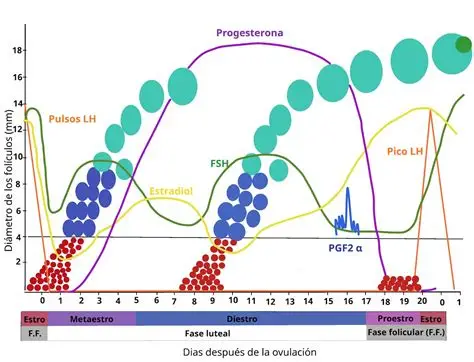 Progesterona
Pulsos LH
FSH
Estradiol
Pico LH
PGF2 α
Diámetro de los folículos (mm)
18
16
14
12
10
8
6
4
2
0 1 2 3 4 5 6 7 8 9 10 11 12 13 14 15 16 17 18 19 20 0 1
Estro Metaestro Diestro Proestro Estro
F.F. Fase luteal Fase folicular (F.F.)
Dias después de la ovulación